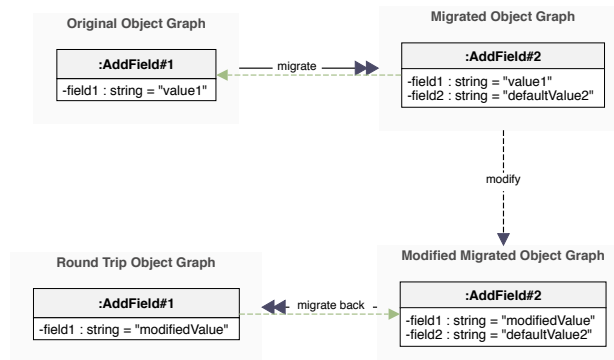 Original Object Graph
:AddField#1
-field1 : string = "value1"
migrate
Migrated Object Graph
:AddField#2
-field1 : string = "value1"
-field2 : string = "defaultValue2"
modify
Round Trip Object Graph
:AddField#1
-field1 : string = "modifiedValue"
migrate back
Modified Migrated Object Graph
:AddField#2
-field1 : string = "modifiedValue"
-field2 : string = "defaultValue2"